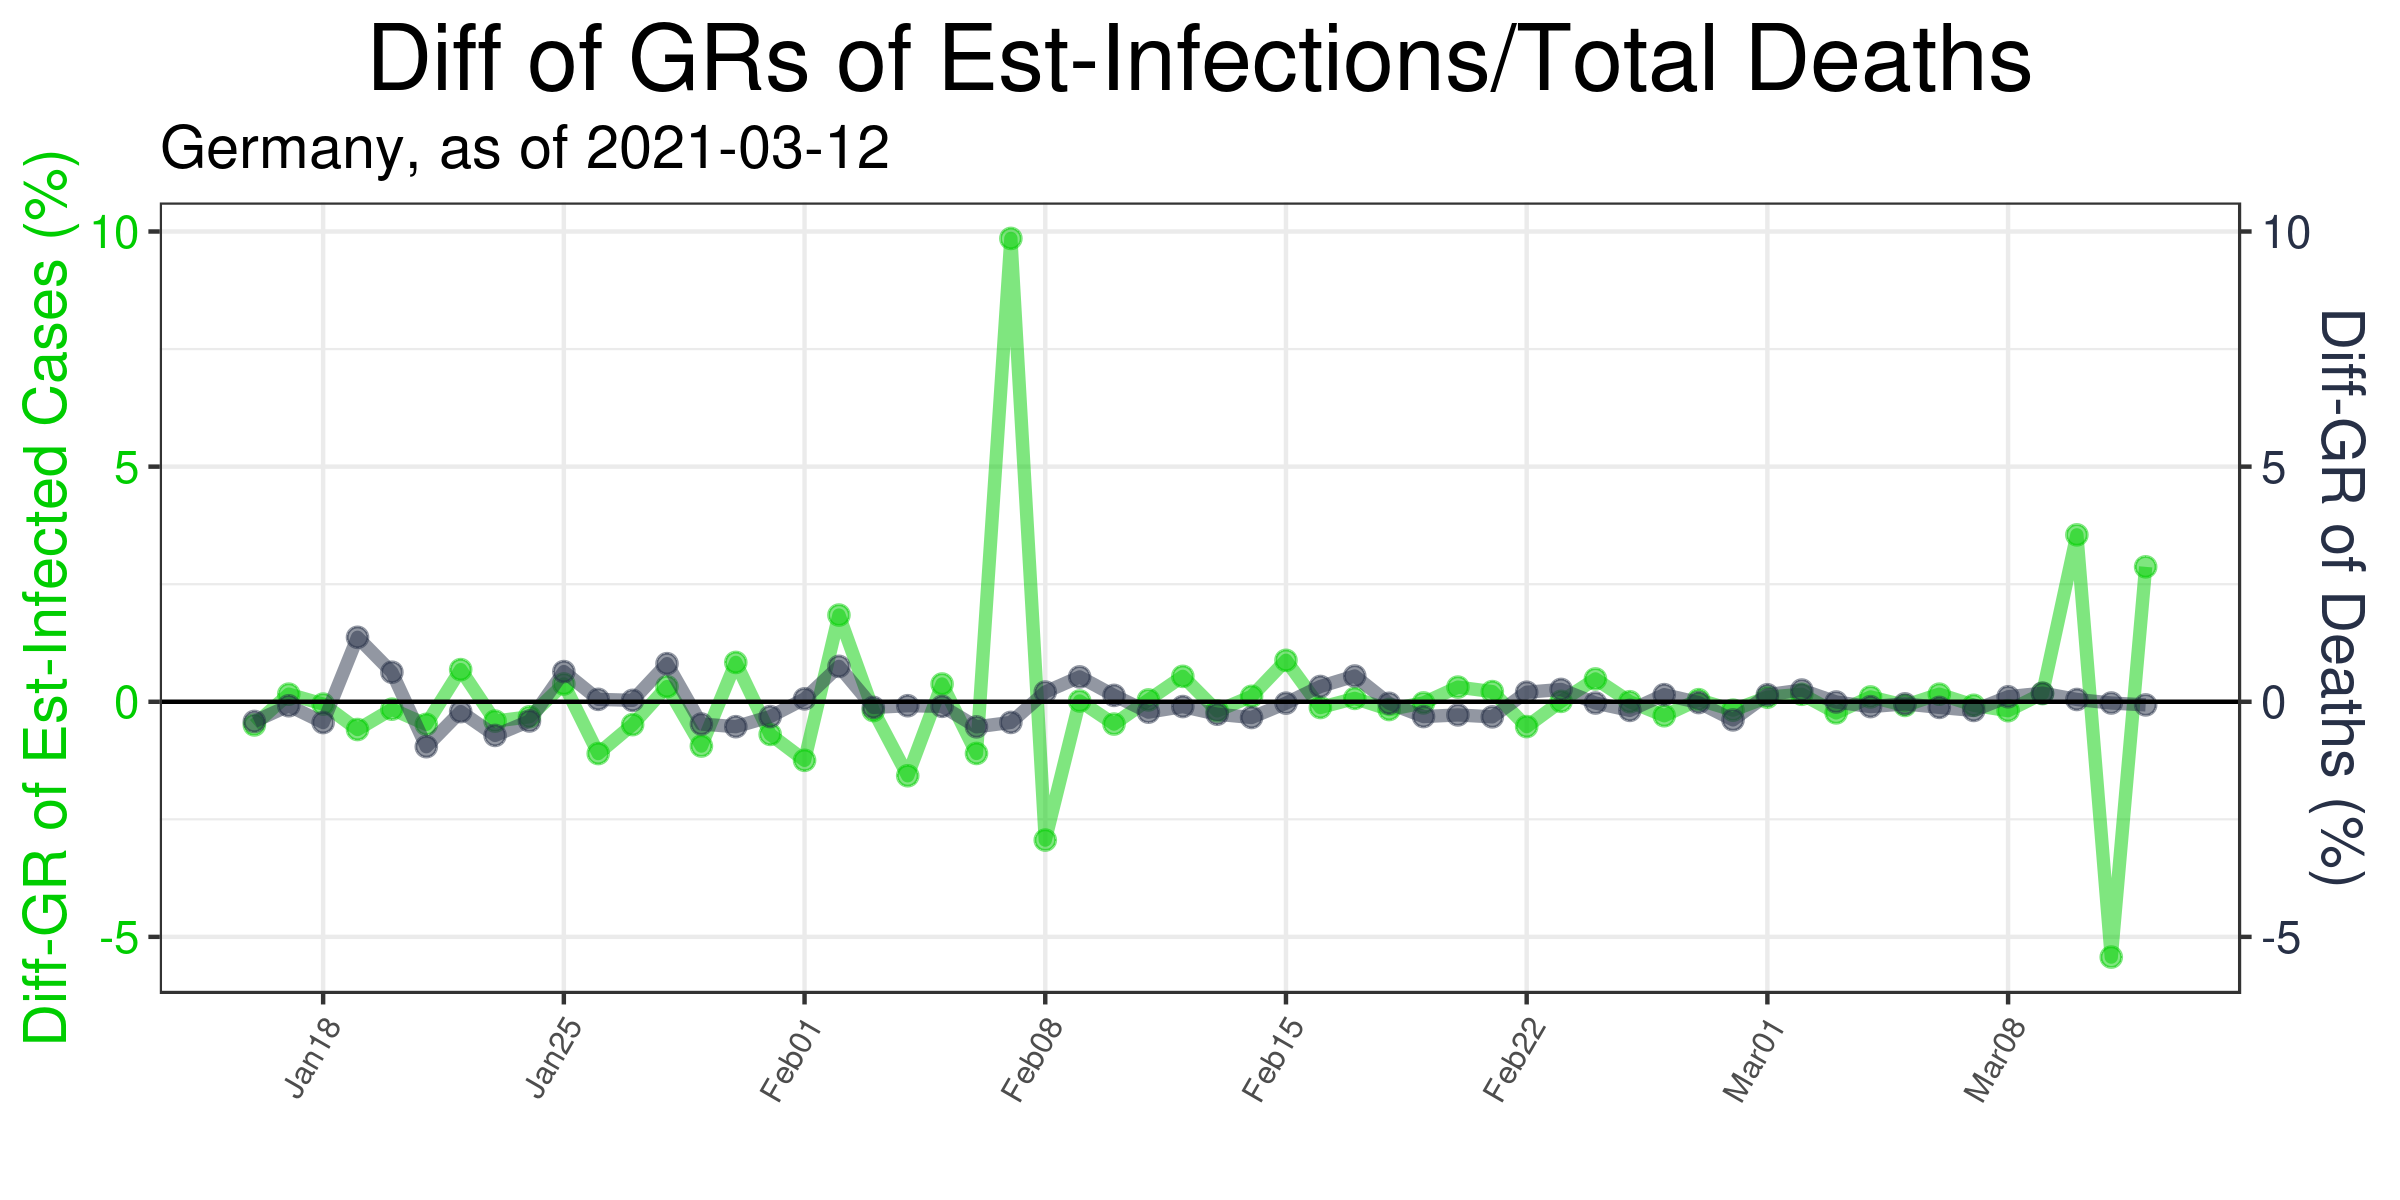 Diff of GRs of Est-Infections/Total Deaths
Germany, as of 2021-03-12
Diff-GR of Est-Infected Cases (%)
10
5
0
-5
10
5
0
-5
Diff-GR of Deaths (%)
Jan18
Jan25
Feb01
Feb08
Feb15
Feb22
Mar01
Mar08